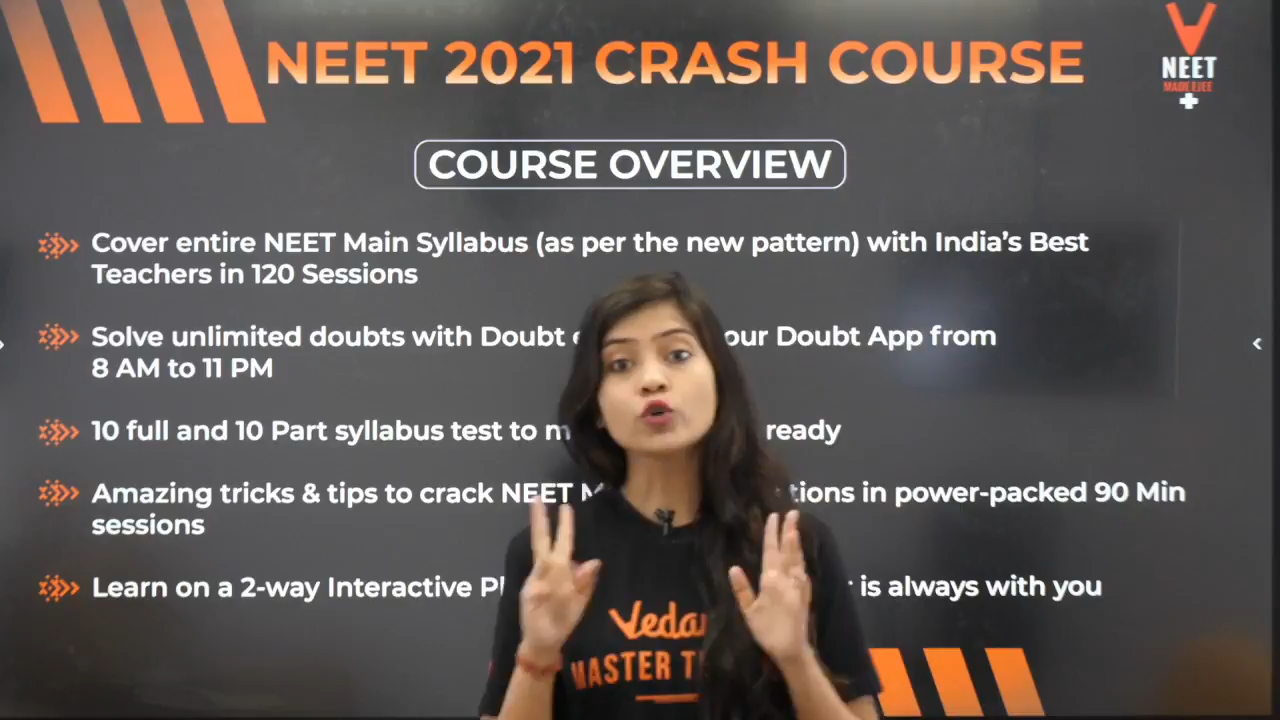 NEET 2021 CRASH COURSE
NEET
MADE EJEE
COURSE OVERVIEW
Cover entire NEET Main Syllabus (as per the new pattern) with India's Best
Teachers in 120 Sessions
Solve unlimited doubts with Doubt our Doubt App from
8 AM to 11 PM
10 full and 10 Part syllabus test to ready
Amazing tricks & tips to crack NEET in power-packed 90 Min
sessions
Learn on a 2-way Interactive is always with you
Vedan
MASTER